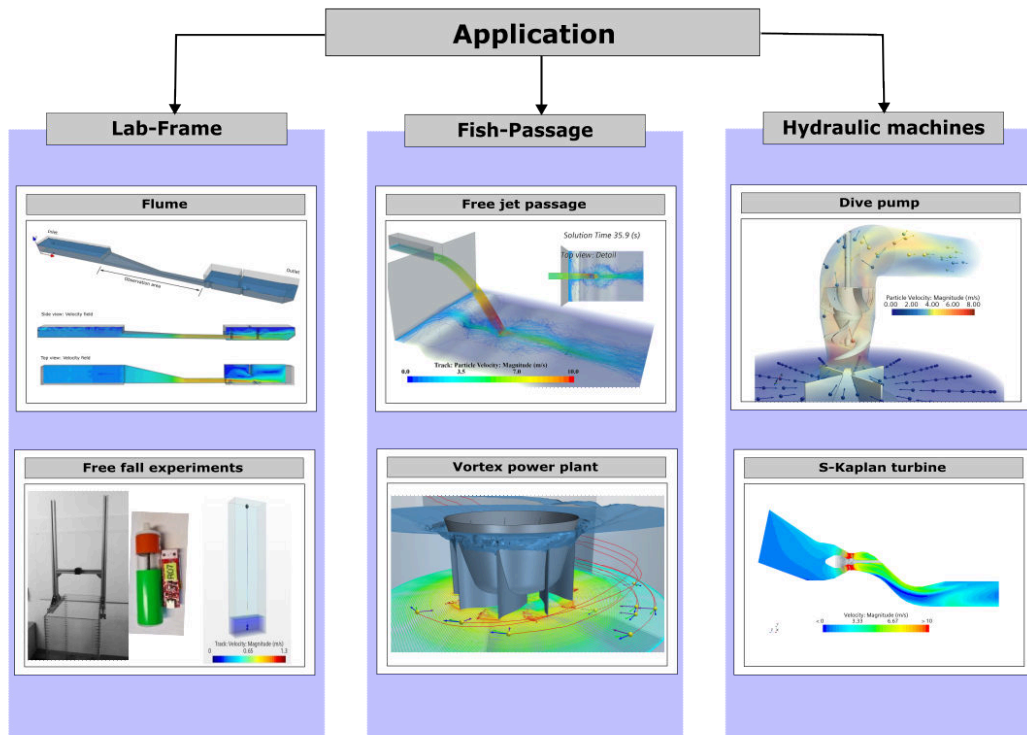 Application
Lab-Frame
Fish-Passage
Hydraulic machines
Flume
Inlet
Outlet
Observation area
Side view: Velocity field
Top view: Velocity field
Free jet passage
Solution Time 35.9 (s)
Top view: Detail
Track: Particle Velocity: Magnitude (m/s)
0.0 3.5 7.0 10.0
Dive pump
Particle Velocity: Magnitude (m/s)
0.00 2.00 4.00 6.00 8.00
Free fall experiments
Track Velocity: Magnitude (m/s)
0 0.65 1.3
Vortex power plant
S-Kaplan turbine
Velocity: Magnitude (m/s)
< 0 3.33 6.67 > 10